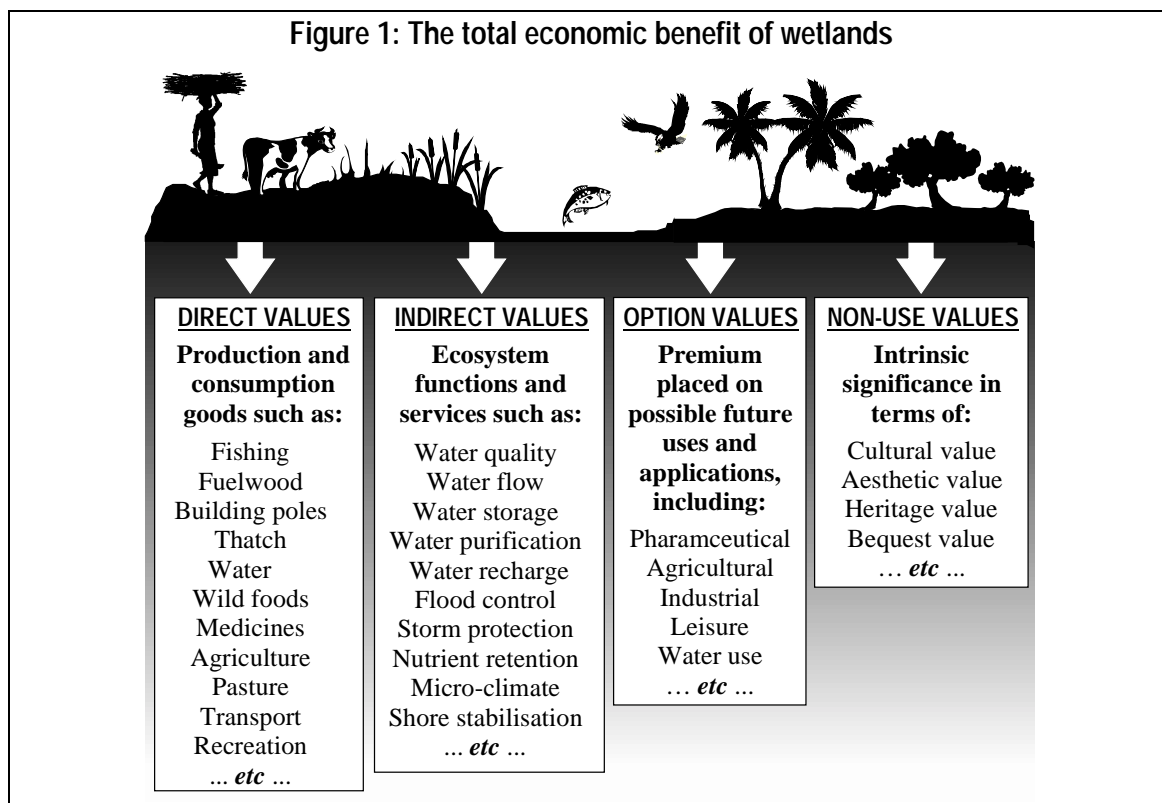 Figure 1: The total economic benefit of wetlands
DIRECT VALUES
Production and
consumption
goods such as:
Fishing
Fuelwood
Building poles
Thatch
Water
Wild foods
Medicines
Agriculture
Pasture
Transport
Recreation
... etc ...
INDIRECT VALUES
Ecosystem
functions and
services such as:
Water quality
Water flow
Water storage
Water purification
Water recharge
Flood control
Storm protection
Nutrient retention
Micro-climate
Shore stabilisation
... etc ...
OPTION VALUES
Premium
placed on
possible future
uses and
applications,
including:
Pharamceutical
Agricultural
Industrial
Leisure
Water use
… etc ...
NON-USE VALUES
Intrinsic
significance in
terms of:
Cultural value
Aesthetic value
Heritage value
Bequest value
… etc ...